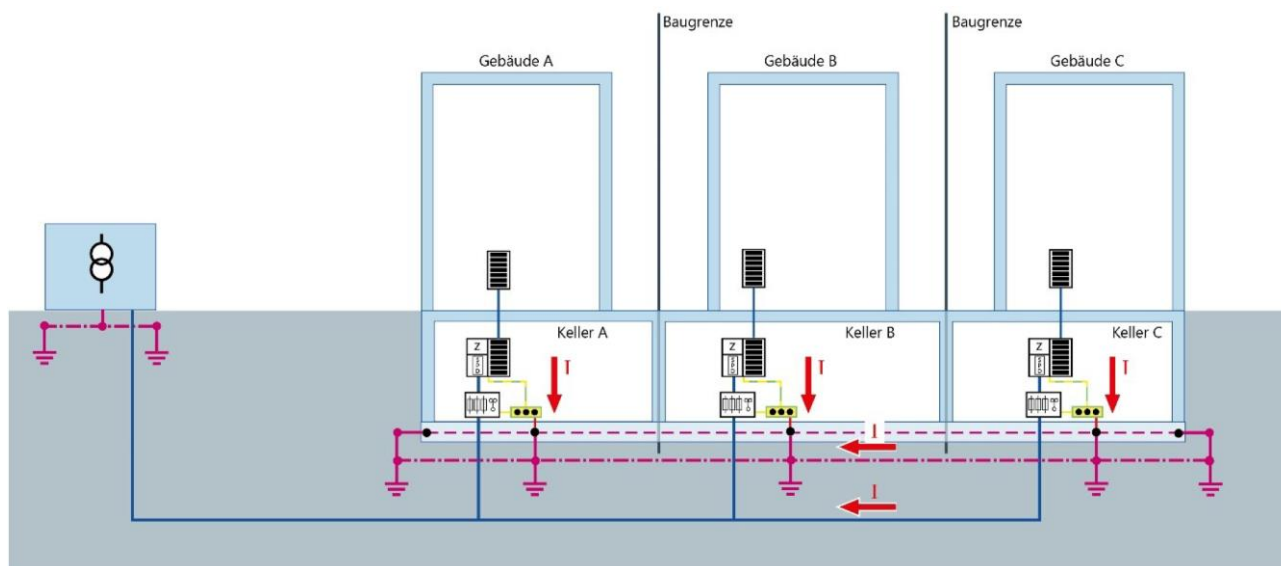 Baugrenze
Baugrenze
Gebäude A
Gebäude B
Gebäude C
Keller A
Keller B
Keller C
Z
Z
Z
I
I
I
I
I